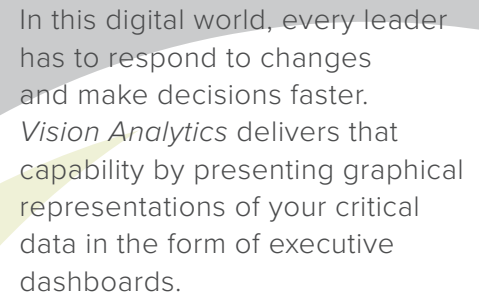 In this digital world, every leader
has to respond to changes
and make decisions faster.
Vision Analytics delivers that
capability by presenting graphical
representations of your critical
data in the form of executive
dashboards.